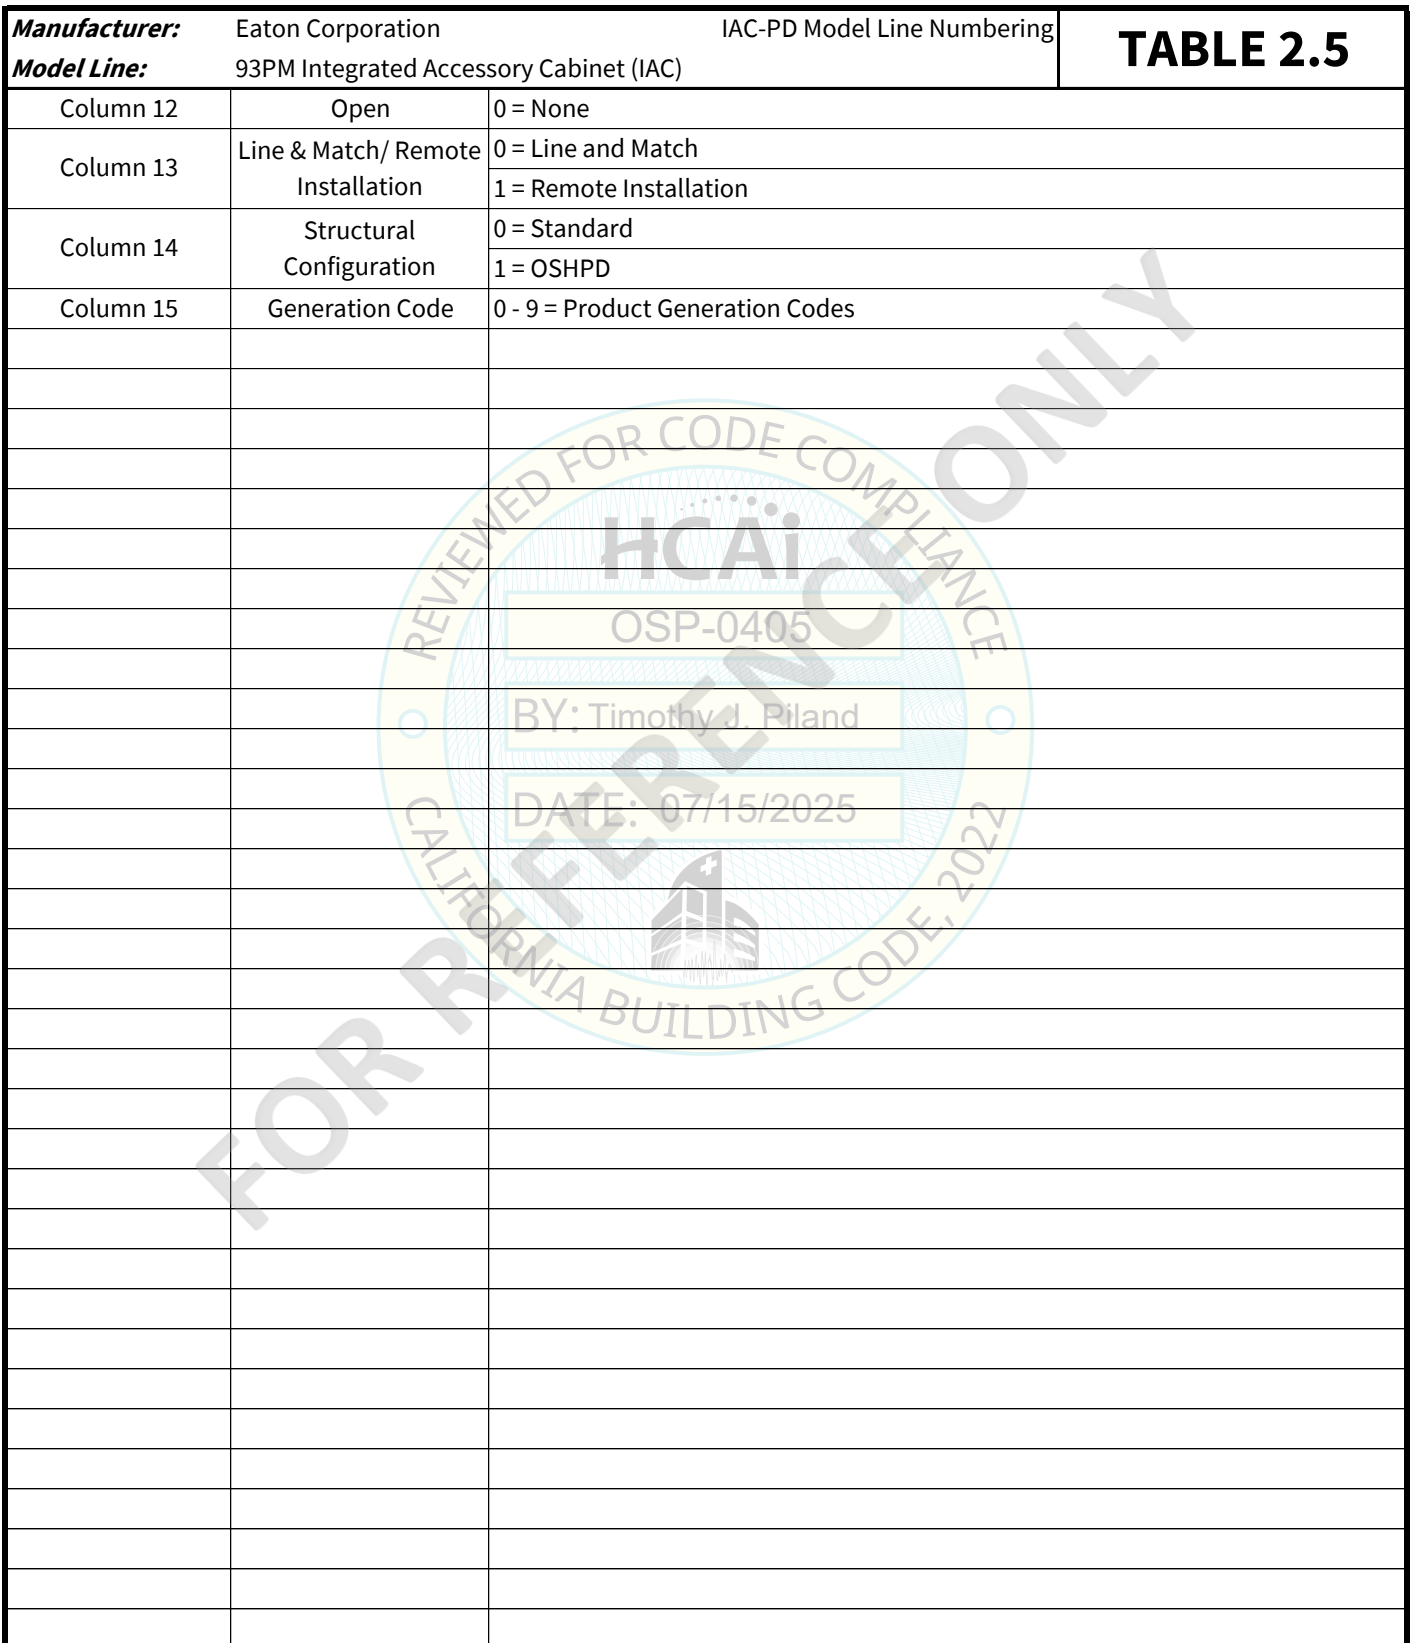 Manufacturer: Eaton Corporation IAC-PD Model Line Numbering
TABLE 2.5
Model Line: 93PM Integrated Accessory Cabinet (IAC)
Column 12 Open 0 = None
Column 13 Line & Match/ Remote Installation 0 = Line and Match
1 = Remote Installation
Column 14 Structural Configuration 0 = Standard
1 = OSHPD
Column 15 Generation Code 0 - 9 = Product Generation Codes
FOR REFERENCE ONLY
REVIEWED FOR CODE COMPLIANCE
HCAi
OSP-0405
BY: Timothy J. Piland
DATE: 07/15/2025
CALIFORNIA BUILDING CODE, 2022